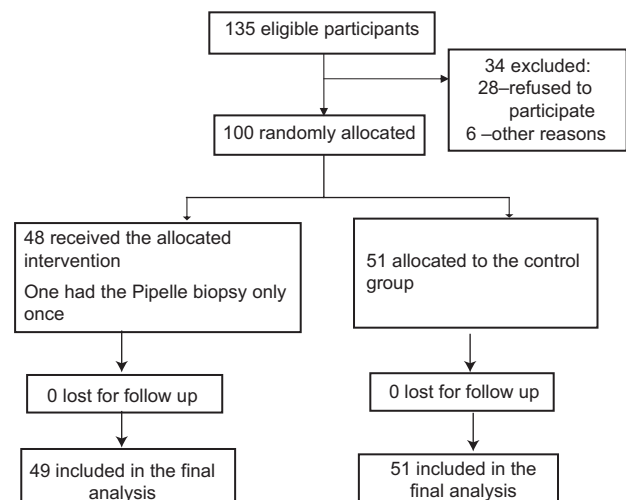 135 eligible participants
34 excluded:
28–refused to
participate
6 –other reasons
100 randomly allocated
48 received the allocated
intervention
One had the Pipelle biopsy only
once
51 allocated to the control
group
0 lost for follow up
0 lost for follow up
49 included in the final
analysis
51 included in the
final analysis